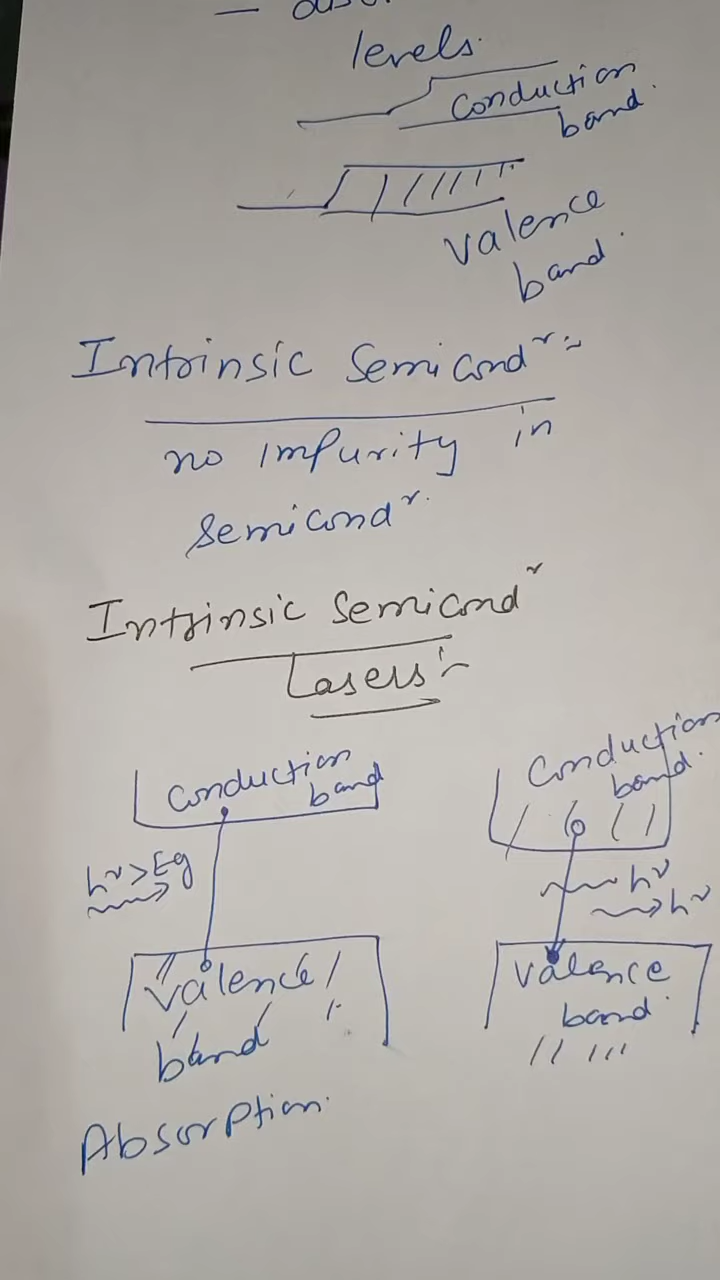 levels.
Conduction
band.
valence
band.
Intrinsic Semicondʳ :-
no impurity in
Semicondʳ.
Intrinsic Semicondʳ
Lasers :-
Conduction
band
hν>Eg
valence
band
Absorption.
Conduction
band.
hν
hν
valence
band.